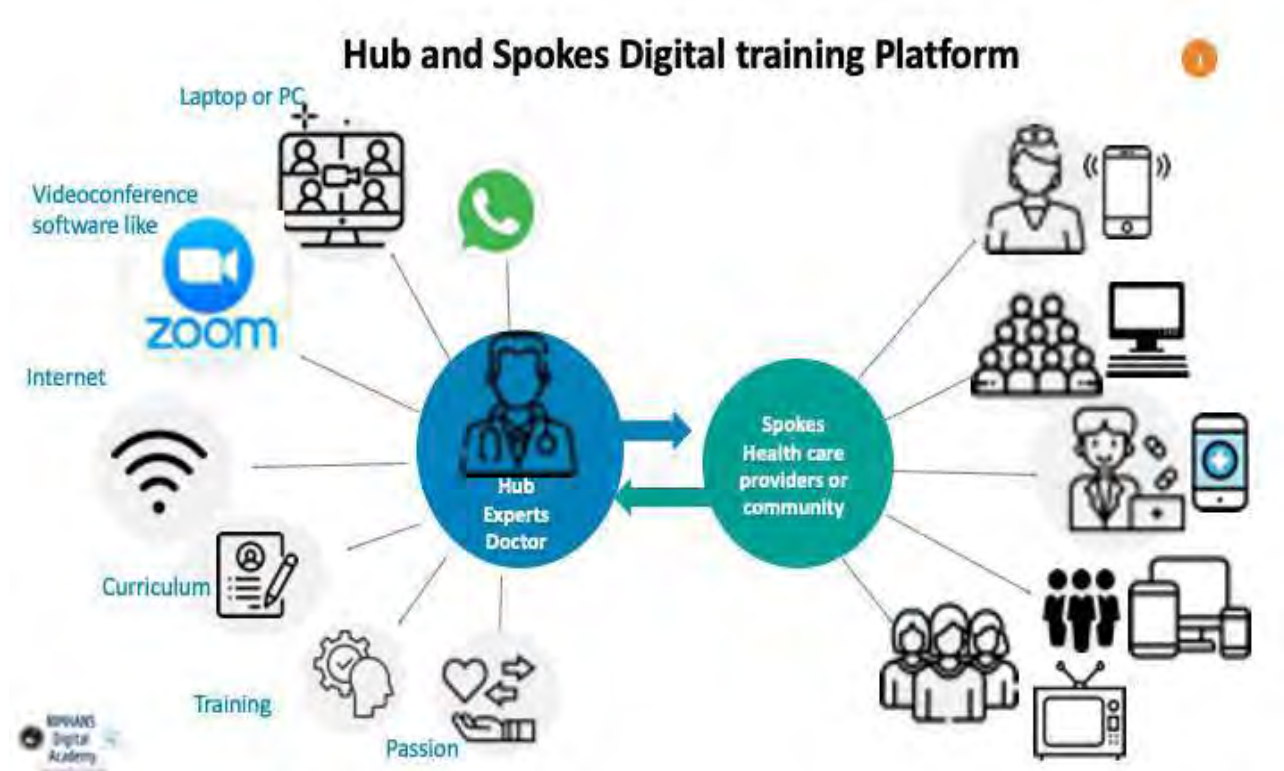 Hub and Spokes Digital training Platform
Laptop or PC
Videoconference
software like
zoom
Internet
Curriculum
Training
Passion
Hub
Experts
Doctor
Spokes
Health care
providers or
community
NIMHANS
Digital
Academy